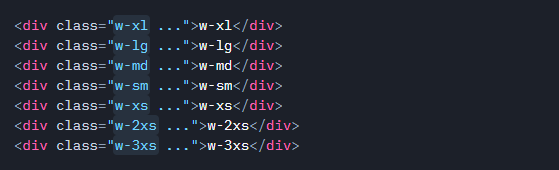 <div class="w-xl ...">w-xl</div>
<div class="w-lg ...">w-lg</div>
<div class="w-md ...">w-md</div>
<div class="w-sm ...">w-sm</div>
<div class="w-xs ...">w-xs</div>
<div class="w-2xs ...">w-2xs</div>
<div class="w-3xs ...">w-3xs</div>